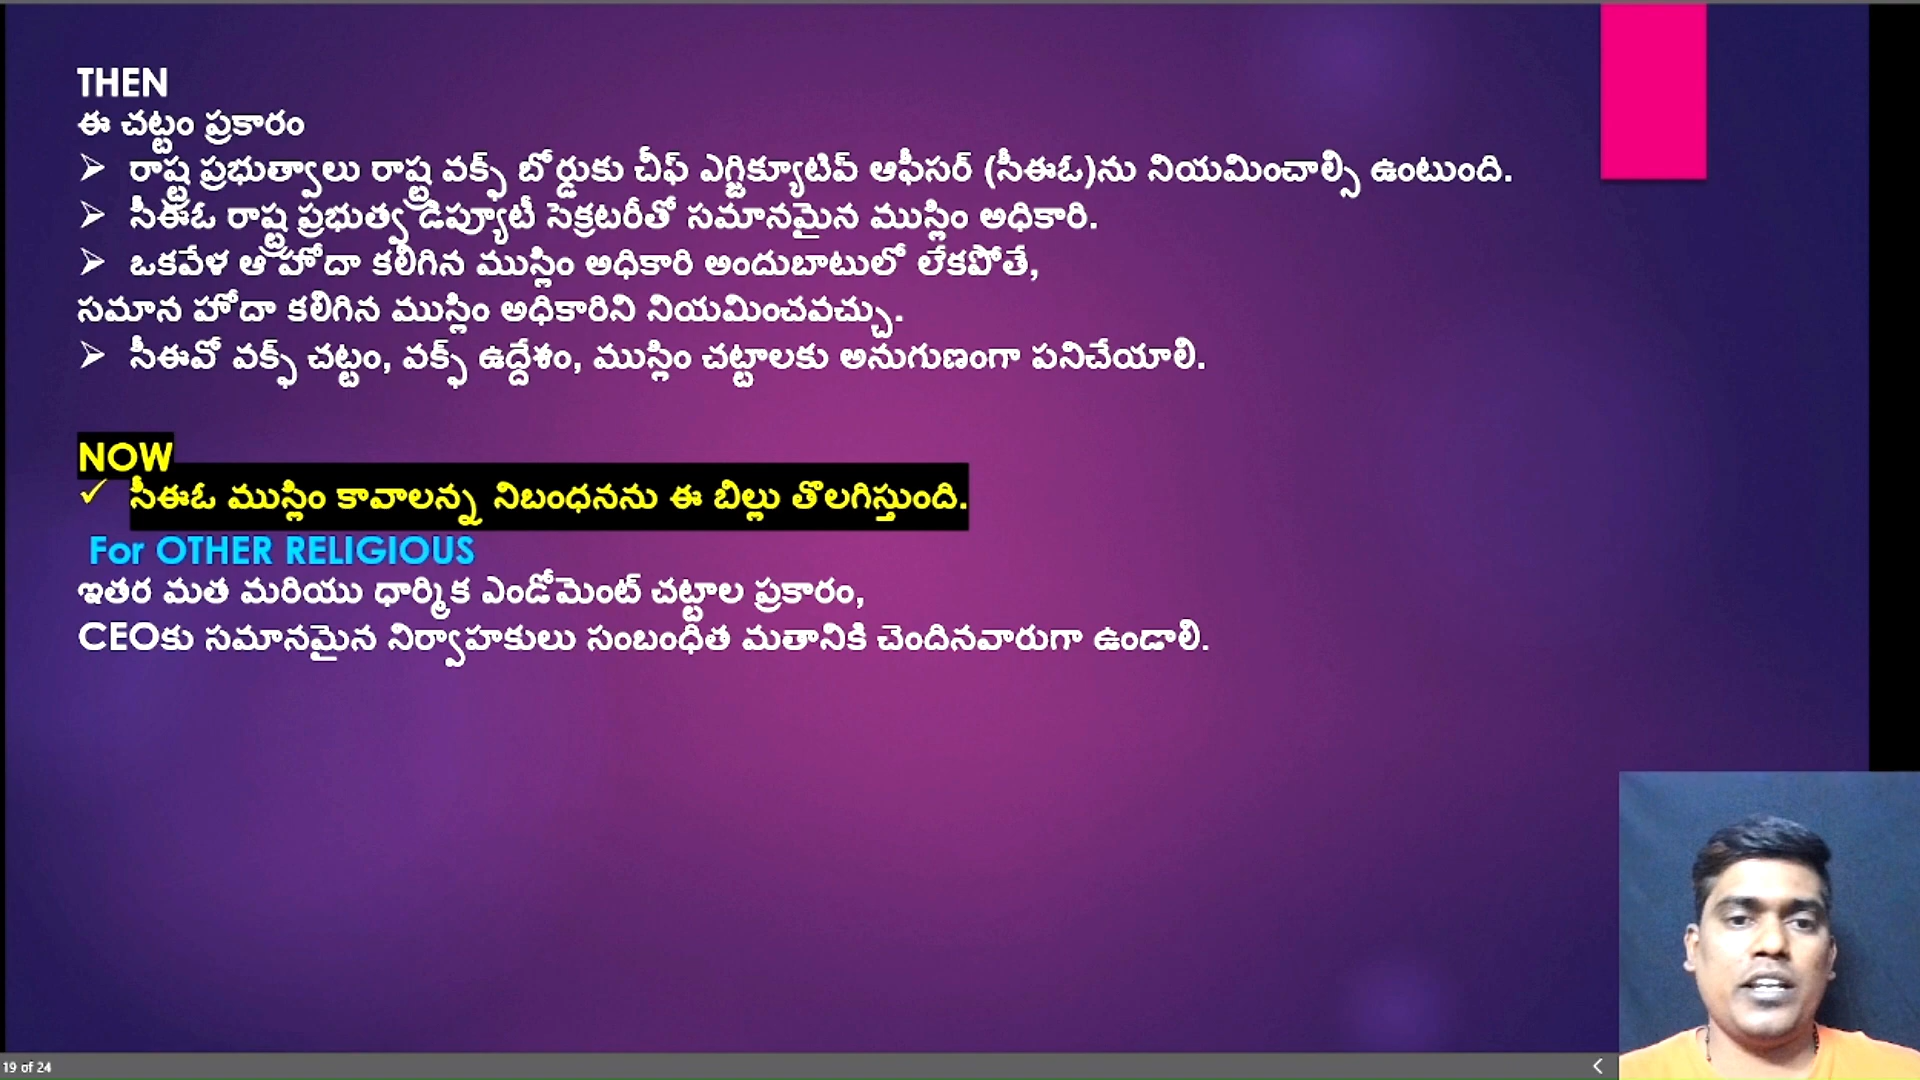 THEN
ఈ చట్టం ప్రకారం
➢ రాష్ట్ర ప్రభుత్వాలు రాష్ట్ర వక్ఫ్ బోర్డుకు చీఫ్ ఎగ్జిక్యూటివ్ ఆఫీసర్ (సీఈఓ)ను నియమించాల్సి ఉంటుంది.
➢ సీఈఓ రాష్ట్ర ప్రభుత్వ డిప్యూటీ సెక్రటరీతో సమానమైన ముస్లిం అధికారి.
➢ ఒకవేళ ఆ హోదా కలిగిన ముస్లిం అధికారి అందుబాటులో లేకపోతే,
సమాన హోదా కలిగిన ముస్లిం అధికారిని నియమించవచ్చు.
➢ సీఈవో వక్ఫ్ చట్టం, వక్ఫ్ ఉద్దేశం, ముస్లిం చట్టాలకు అనుగుణంగా పనిచేయాలి.
NOW
✓ సీఈఓ ముస్లిం కావాలన్న నిబంధనను ఈ బిల్లు తొలగిస్తుంది.
For OTHER RELIGIOUS
ఇతర మత మరియు ధార్మిక ఎండోమెంట్ చట్టాల ప్రకారం,
CEOకు సమానమైన నిర్వాహకులు సంబంధిత మతానికి చెందినవారుగా ఉండాలి.
19 of 24